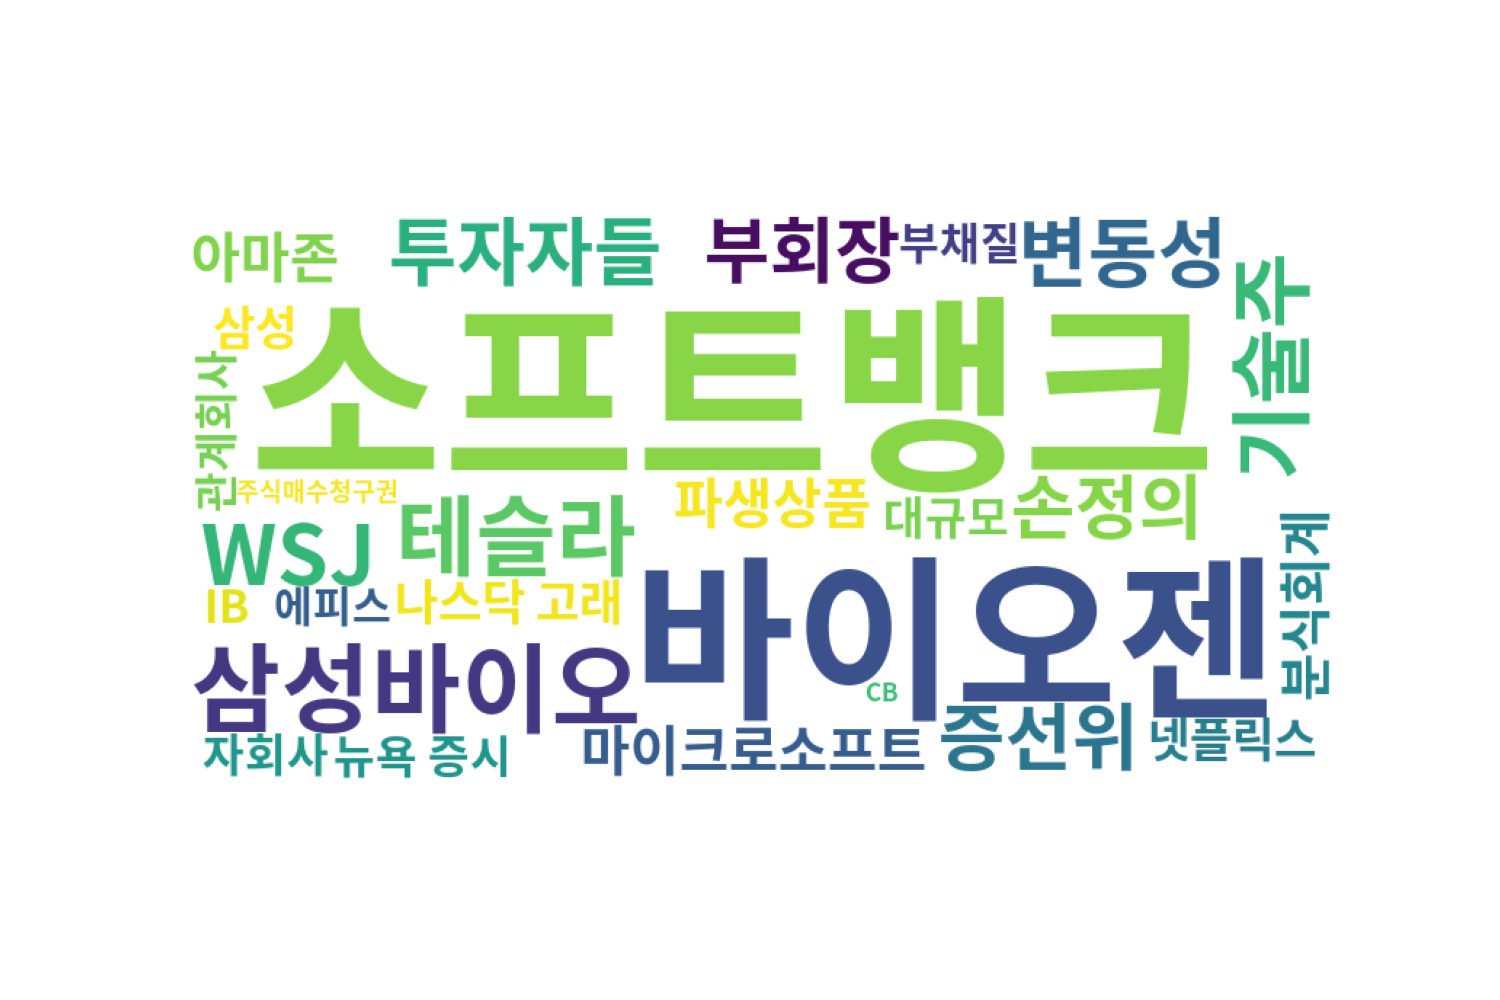 아마존 투자자들 부회장 부채질 변동성
삼성 소프트뱅크 기술주
관계회사
주식매수청구권 파생상품 대규모 손정의
WSJ 테슬라
IB 에피스 나스닥 고래 바이오젠 분식회계
삼성바이오 CB
자회사 뉴욕 증시 마이크로소프트 증선위 넷플릭스